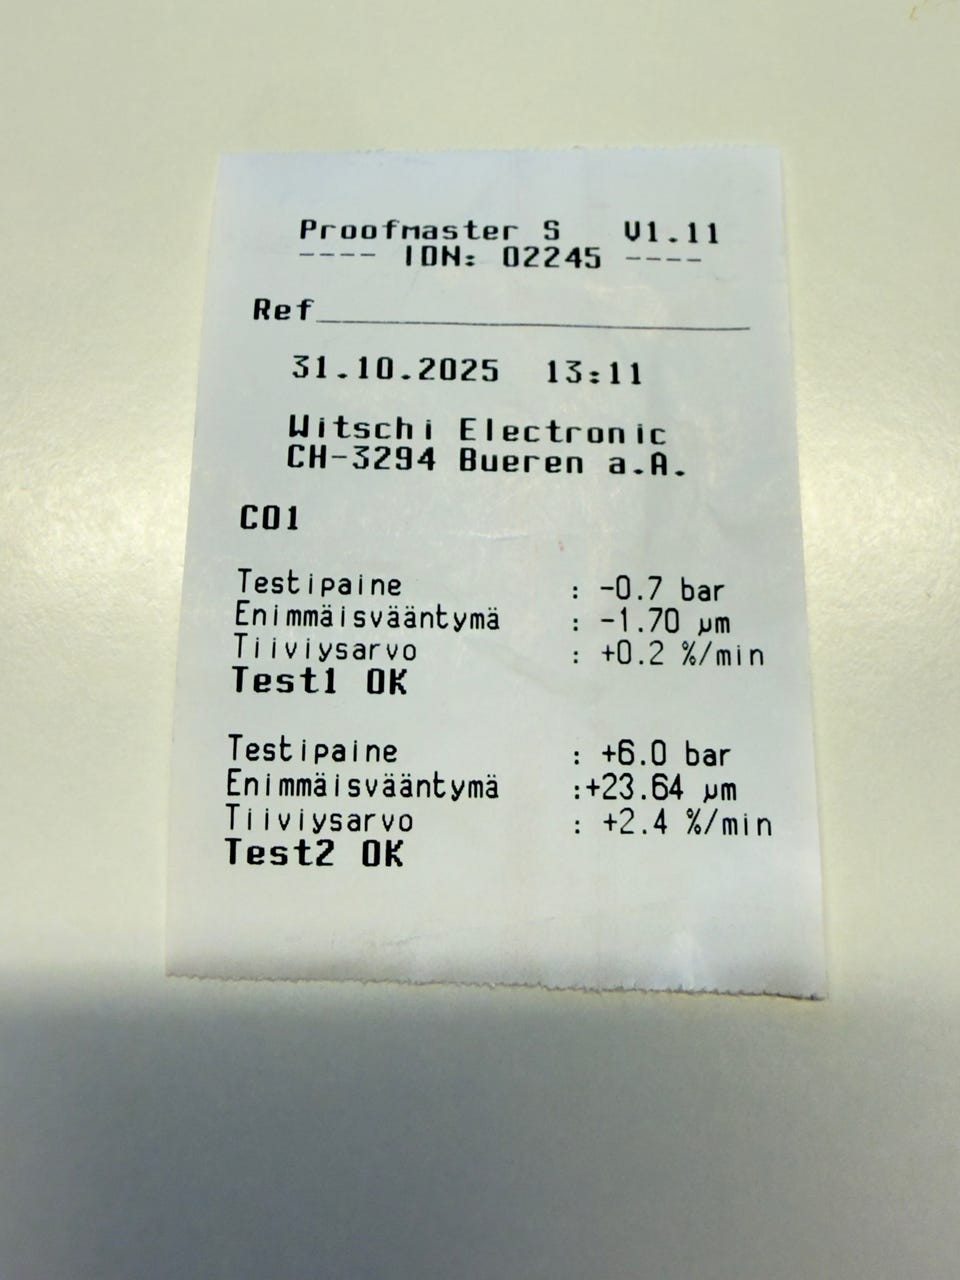 Proofmaster S V1.11
---- IDN: 02245 ----
Ref____________________
31.10.2025 13:11
Witschi Electronic
CH-3294 Bueren a.A.
C01
Testipaine : -0.7 bar
Enimmäisvääntymä : -1.70 µm
Tiiviysarvo : +0.2 %/min
Test1 OK
Testipaine : +6.0 bar
Enimmäisvääntymä :+23.64 µm
Tiiviysarvo : +2.4 %/min
Test2 OK